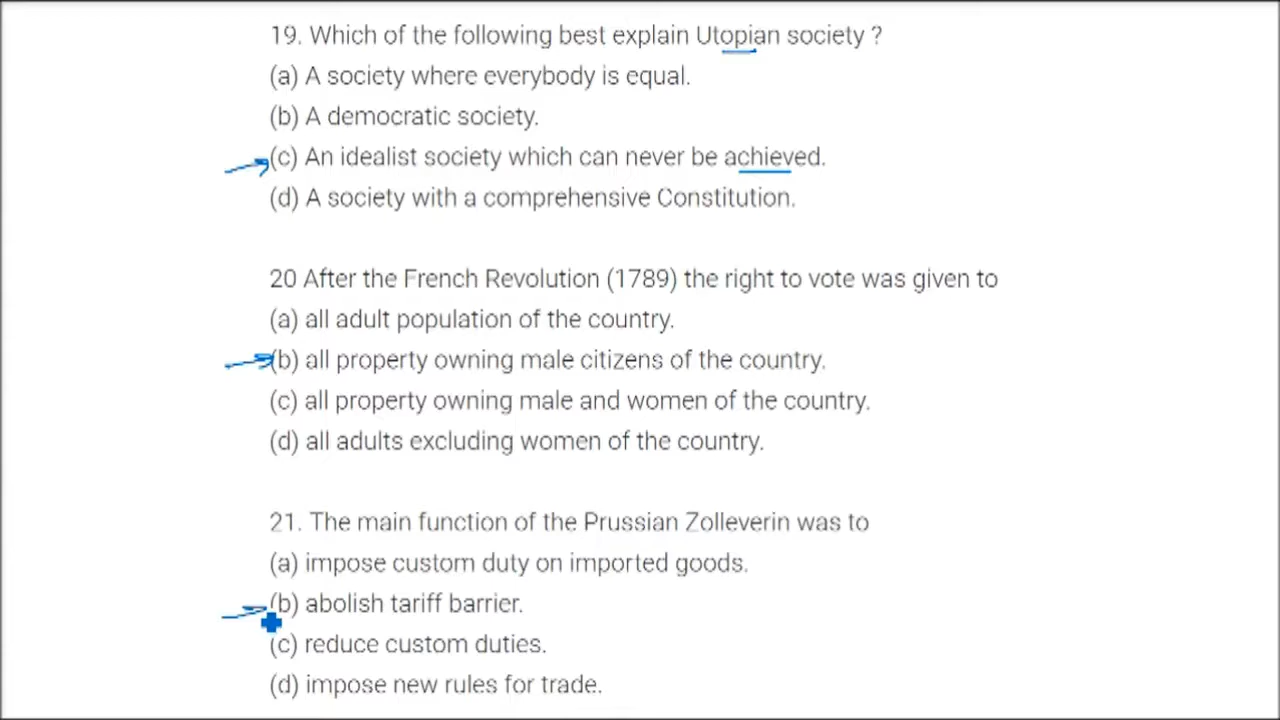 19. Which of the following best explain Utopian society ?
(a) A society where everybody is equal.
(b) A democratic society.
(c) An idealist society which can never be achieved.
(d) A society with a comprehensive Constitution.
20 After the French Revolution (1789) the right to vote was given to
(a) all adult population of the country.
(b) all property owning male citizens of the country.
(c) all property owning male and women of the country.
(d) all adults excluding women of the country.
21. The main function of the Prussian Zolleverin was to
(a) impose custom duty on imported goods.
(b) abolish tariff barrier.
(c) reduce custom duties.
(d) impose new rules for trade.